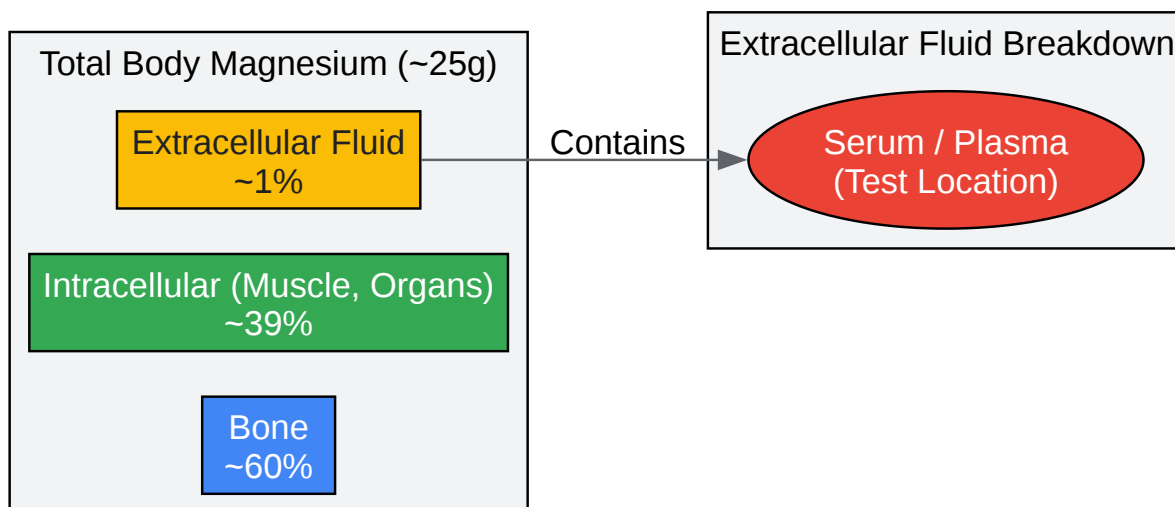 Total Body Magnesium (~25g)
Extracellular Fluid
~1%
Intracellular (Muscle, Organs)
~39%
Bone
~60%
Contains
Extracellular Fluid Breakdown
Serum / Plasma
(Test Location)